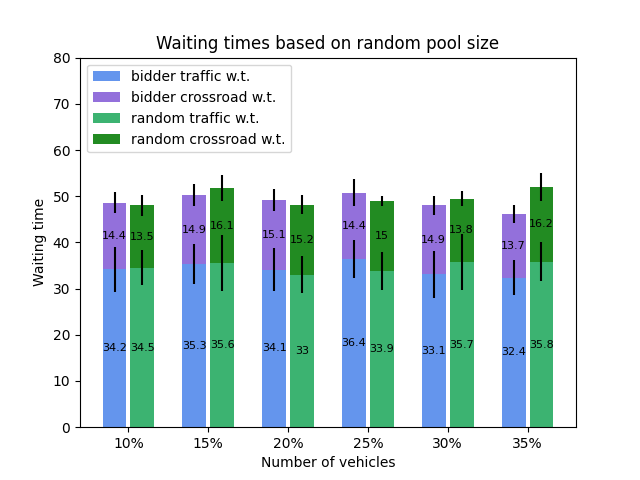 Waiting times based on random pool size
bidder traffic w.t.
bidder crossroad w.t.
random traffic w.t.
random crossroad w.t.
80
70
60
50
40
30
20
10
0
Waiting time
14.4 13.5 14.9 16.1 15.1 15.2 14.4 15 14.9 13.8 13.7 16.2
34.2 34.5 35.3 35.6 34.1 33 36.4 33.9 33.1 35.7 32.4 35.8
10% 15% 20% 25% 30% 35%
Number of vehicles